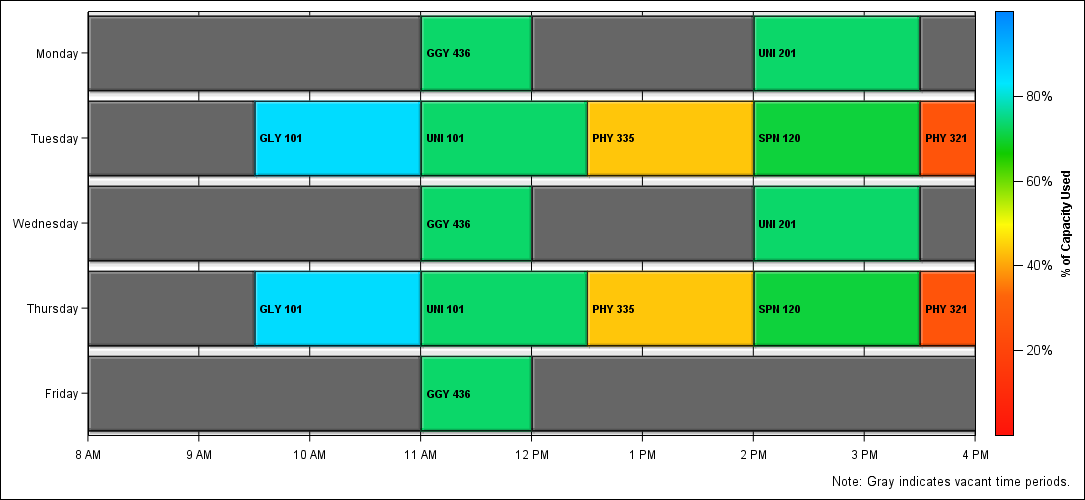 Monday
GGY 436
UNI 201
Tuesday
GLY 101
UNI 101
PHY 335
SPN 120
PHY 321
Wednesday
GGY 436
UNI 201
Thursday
GLY 101
UNI 101
PHY 335
SPN 120
PHY 321
Friday
GGY 436
8 AM
9 AM
10 AM
11 AM
12 PM
1 PM
2 PM
3 PM
4 PM
80%
60%
40%
20%
% of Capacity Used
Note: Gray indicates vacant time periods.